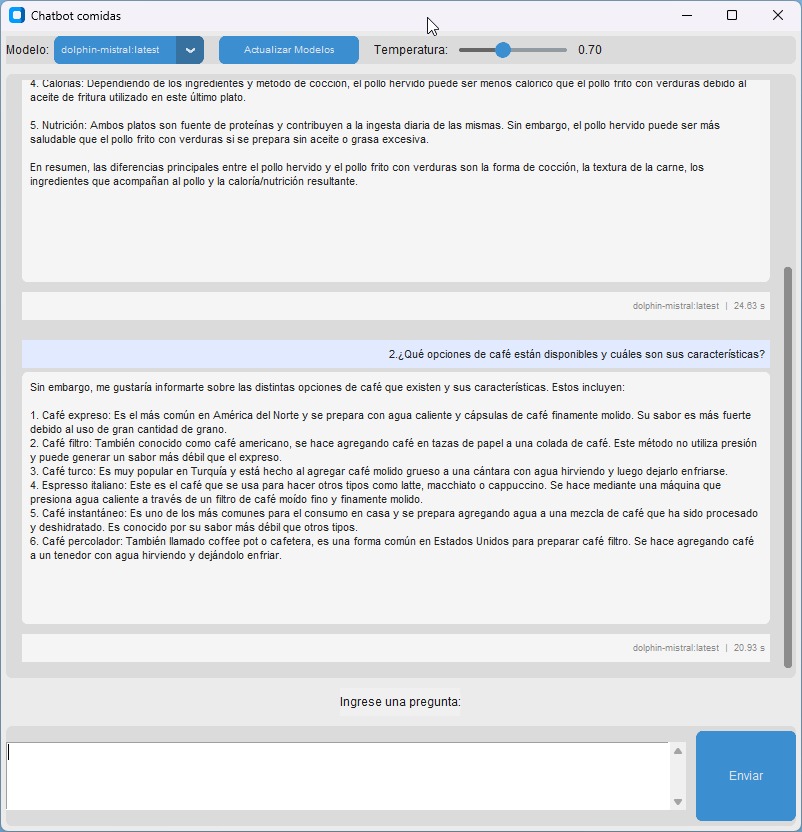 Chatbot comidas
Modelo: dolphin-mistral:latest Actualizar Modelos Temperatura: 0.70
4. Calorías: Dependiendo de los ingredientes y método de cocción, el pollo hervido puede ser menos calórico que el pollo frito con verduras debido al
aceite de fritura utilizado en este último plato.
5. Nutrición: Ambos platos son fuente de proteínas y contribuyen a la ingesta diaria de las mismas. Sin embargo, el pollo hervido puede ser más
saludable que el pollo frito con verduras si se prepara sin aceite o grasa excesiva.
En resumen, las diferencias principales entre el pollo hervido y el pollo frito con verduras son la forma de cocción, la textura de la carne, los
ingredientes que acompañan al pollo y la caloría/nutrición resultante.
dolphin-mistral:latest | 24.63 s
2.¿Qué opciones de café están disponibles y cuáles son sus características?
Sin embargo, me gustaría informarte sobre las distintas opciones de café que existen y sus características. Estos incluyen:
1. Café expreso: Es el más común en América del Norte y se prepara con agua caliente y cápsulas de café finamente molido. Su sabor es más fuerte
debido al uso de gran cantidad de grano.
2. Café filtro: También conocido como café americano, se hace agregando café en tazas de papel a una colada de café. Este método no utiliza presión
y puede generar un sabor más débil que el expreso.
3. Café turco: Es muy popular en Turquía y está hecho al agregar café molido grueso a una cántara con agua hirviendo y luego dejarlo enfriarse.
4. Espresso italiano: Este es el café que se usa para hacer otros tipos como latte, macchiato o cappuccino. Se hace mediante una máquina que
presiona agua caliente a través de un filtro de café moído fino y finamente molido.
5. Café instantáneo: Es uno de los más comunes para el consumo en casa y se prepara agregando agua a una mezcla de café que ha sido procesado
y deshidratado. Es conocido por su sabor más débil que otros tipos.
6. Café percolador: También llamado coffee pot o cafetera, es una forma común en Estados Unidos para preparar café filtro. Se hace agregando café
a un tenedor con agua hirviendo y dejándolo enfriar.
dolphin-mistral:latest | 20.93 s
Ingrese una pregunta:
Enviar